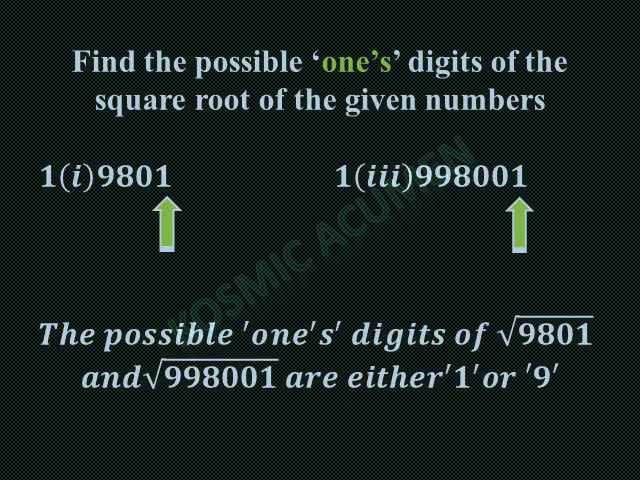 Find the possible ‘one’s’ digits of the
square root of the given numbers
1(i)9801 1(iii)998001
KOSMIC ACUMEN
The possible 'one's' digits of √9801
and√998001 are either'1'or '9'